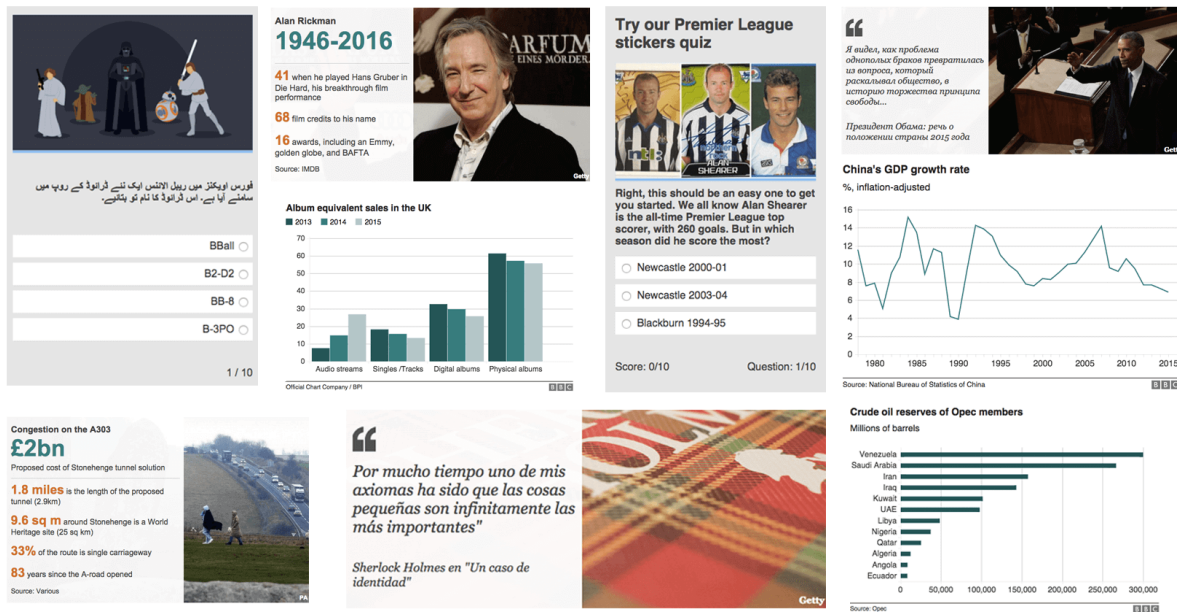 فورس اویکنز میں ریبل الائنس ایک نئے ڈرائوڈ کے روپ میں
سامنے آیا ہے۔ اس ڈرائوڈ کا نام تو بتائیے۔
BBall
B2-D2
BB-8
B-3PO
1 / 10
Alan Rickman
1946-2016
41 when he played Hans Gruber in
Die Hard, his breakthrough film
performance
68 film credits to his name
16 awards, including an Emmy,
golden globe, and BAFTA
Source: IMDB
ARFUM
EINES MÖRDER
Getty
Album equivalent sales in the UK
2013 2014 2015
70
60
50
40
30
20
10
0
Audio streams Singles /Tracks Digital albums Physical albums
Official Chart Company / BPI
BBC
Try our Premier League
stickers quiz
ntl
ALAN
SHEARER
Right, this should be an easy one to get
you started. We all know Alan Shearer
is the all-time Premier League top
scorer, with 260 goals. But in which
season did he score the most?
Newcastle 2000-01
Newcastle 2003-04
Blackburn 1994-95
Score: 0/10 Question: 1/10
Я видел, как проблема
однополых браков превратилась
из вопроса, который
раскалывал общество, в
историю торжества принципа
свободы...
Президент Обама: речь о
положении страны 2015 года
Gett
China's GDP growth rate
%, inflation-adjusted
16
14
12
10
8
6
4
2
0
1980 1985 1990 1995 2000 2005 2010 2015
Source: National Bureau of Statistics of China
BBC
Congestion on the A303
£2bn
Proposed cost of Stonehenge tunnel solution
1.8 miles is the length of the proposed
tunnel (2.9km)
9.6 sq m around Stonehenge is a World
Heritage site (25 sq km)
33% of the route is single carriageway
83 years since the A-road opened
Source: Various
PA
Por mucho tiempo uno de mis
axiomas ha sido que las cosas
pequeñas son infinitamente las
más importantes"
Sherlock Holmes en "Un caso de
identidad"
OLM
Getty
Crude oil reserves of Opec members
Millions of barrels
Venezuela
Saudi Arabia
Iran
Iraq
Kuwait
UAE
Libya
Nigeria
Qatar
Algeria
Angola
Ecuador
0 50,000 100,000 150,000 200,000 250,000 300,000
Source: Opec
BBC